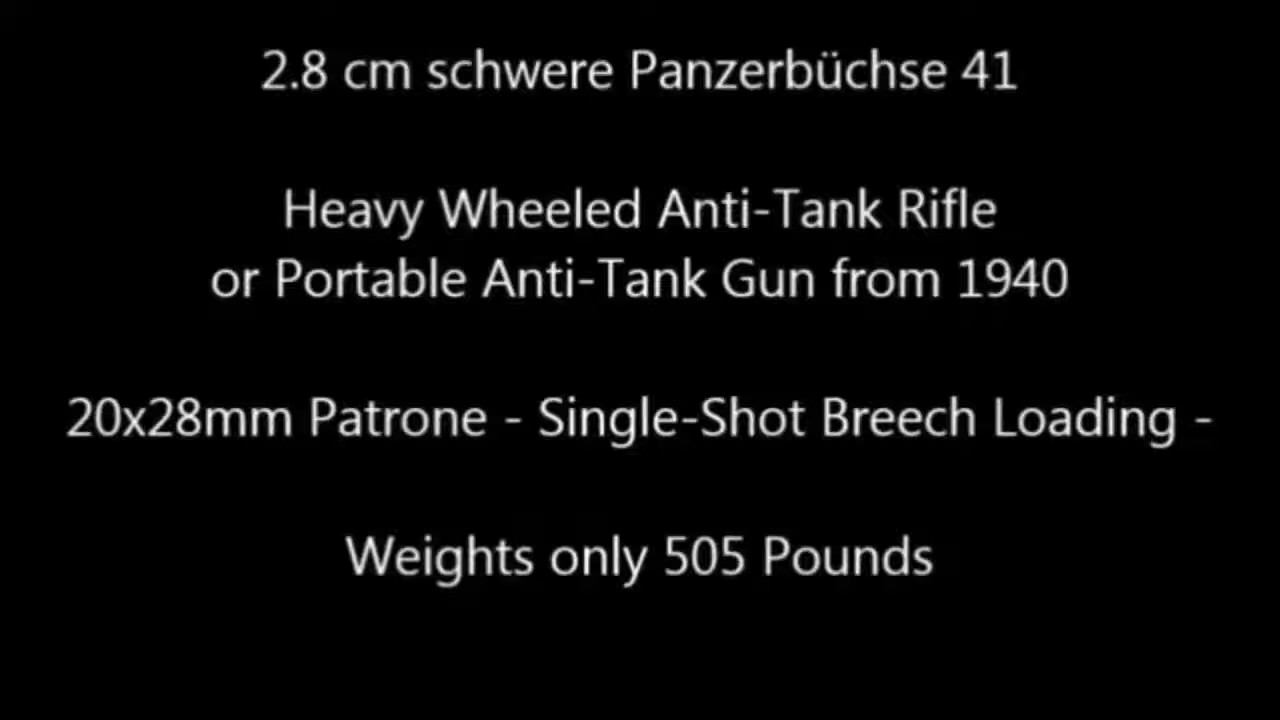 2.8 cm schwere Panzerbüchse 41
Heavy Wheeled Anti-Tank Rifle
or Portable Anti-Tank Gun from 1940
20x28mm Patrone - Single-Shot Breech Loading -
Weights only 505 Pounds